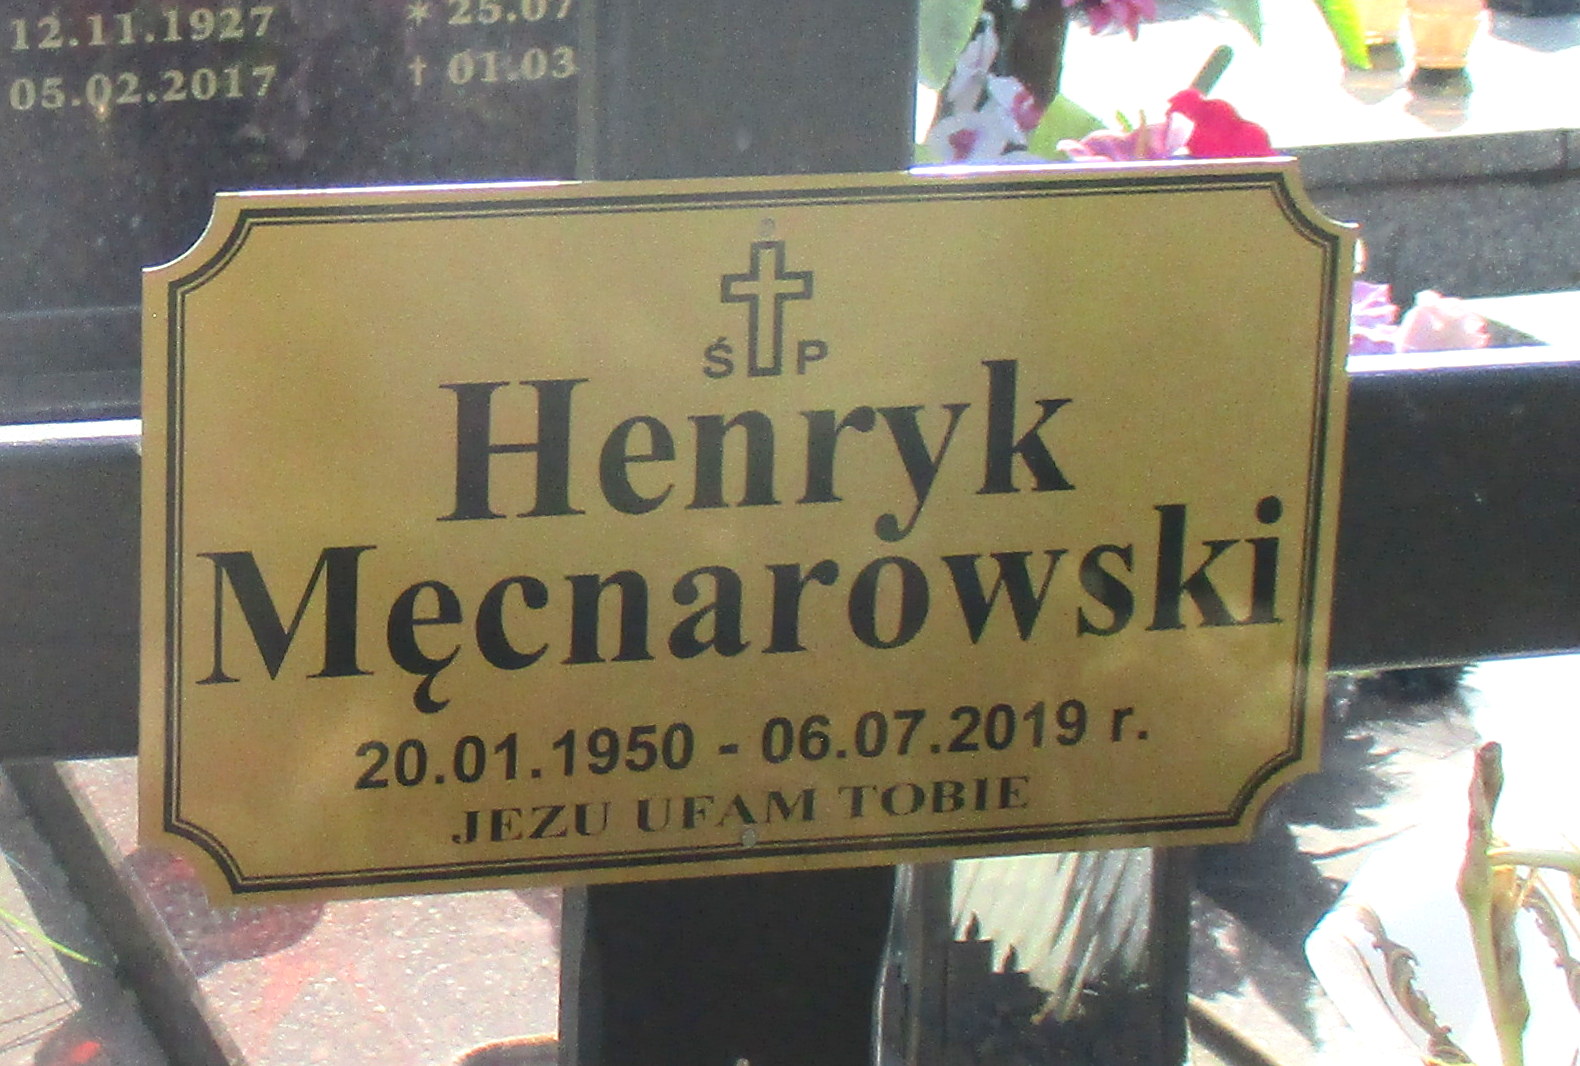 12.11.1927 * 25.07
05.02.2017 † 01.03
Ś P
Henryk
Męcnarowski
20.01.1950 - 06.07.2019 r.
JEZU UFAM TOBIE